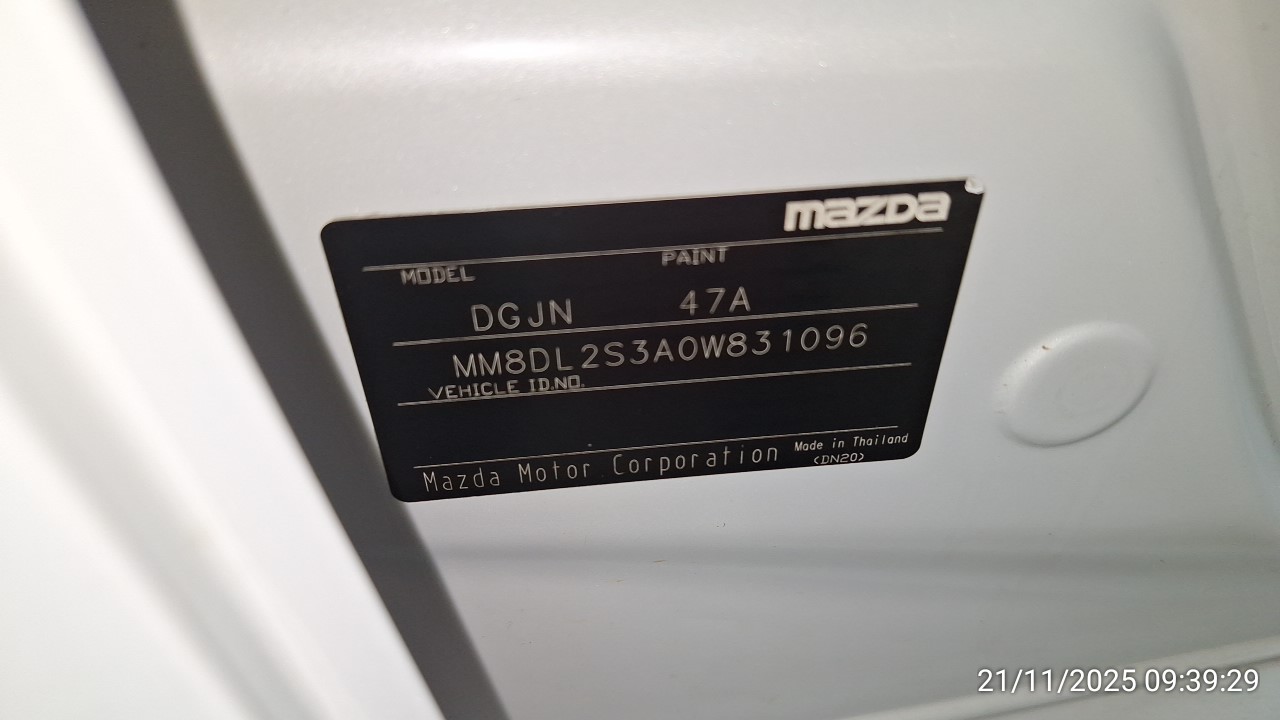 mazda
MODEL PAINT
DGJN 47A
MM8DL2S3A0W831096
VEHICLE ID.NO.
Mazda Motor Corporation Made in Thailand
<DN20>
21/11/2025 09:39:29